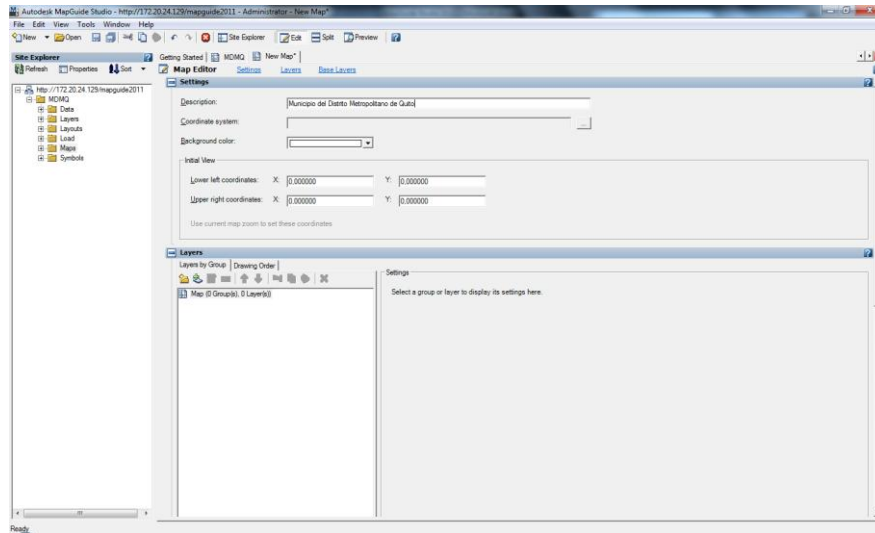 Autodesk MapGuide Studio - http://172.20.24.129/mapguide2011 - Administrator - New Map*
File Edit View Tools Window Help
New Open Site Explorer Edit Split Preview
Site Explorer
Getting Started MDMQ New Map*
Refresh Properties Sort
Map Editor Settings Layers Base Layers
http://172.20.24.129/mapguide2011
MDMQ
Data
Layers
Layouts
Load
Maps
Symbols
Settings
Description: Municipio del Distrito Metropolitano de Quito
Coordinate system: ...
Background color:
Initial View
Lower left coordinates: X: 0,000000 Y: 0,000000
Upper right coordinates: X: 0,000000 Y: 0,000000
Use current map zoom to set these coordinates
Layers
Layers by Group Drawing Order
Map (0 Group(s), 0 Layer(s))
Settings
Select a group or layer to display its settings here.
Ready